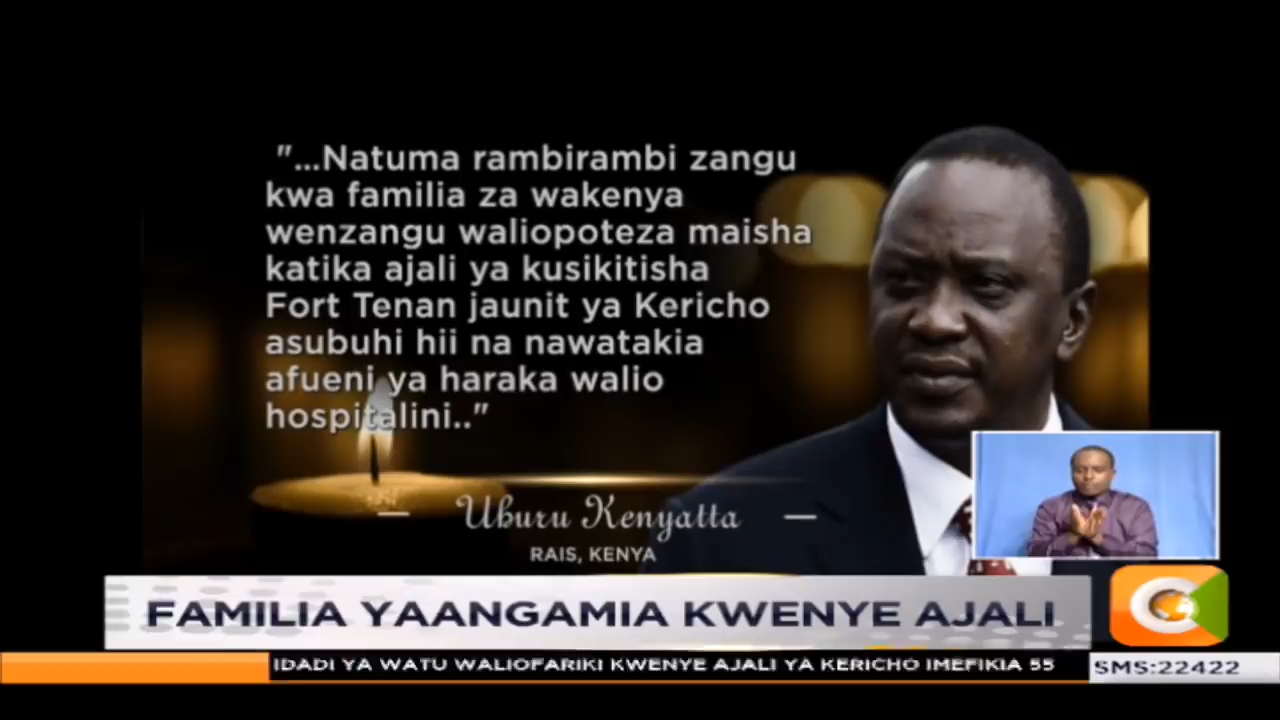 "...Natuma rambirambi zangu
kwa familia za wakenya
wenzangu waliopoteza maisha
katika ajali ya kusikitisha
Fort Tenan jaunit ya Kericho
asubuhi hii na nawatakia
afueni ya haraka walio
hospitalini.."
— Uhuru Kenyatta —
RAIS, KENYA
FAMILIA YAANGAMIA KWENYE AJALI
IDADI YA WATU WALIOFARIKI KWENYE AJALI YA KERICHO IMEFIKIA 55
SMS:22422